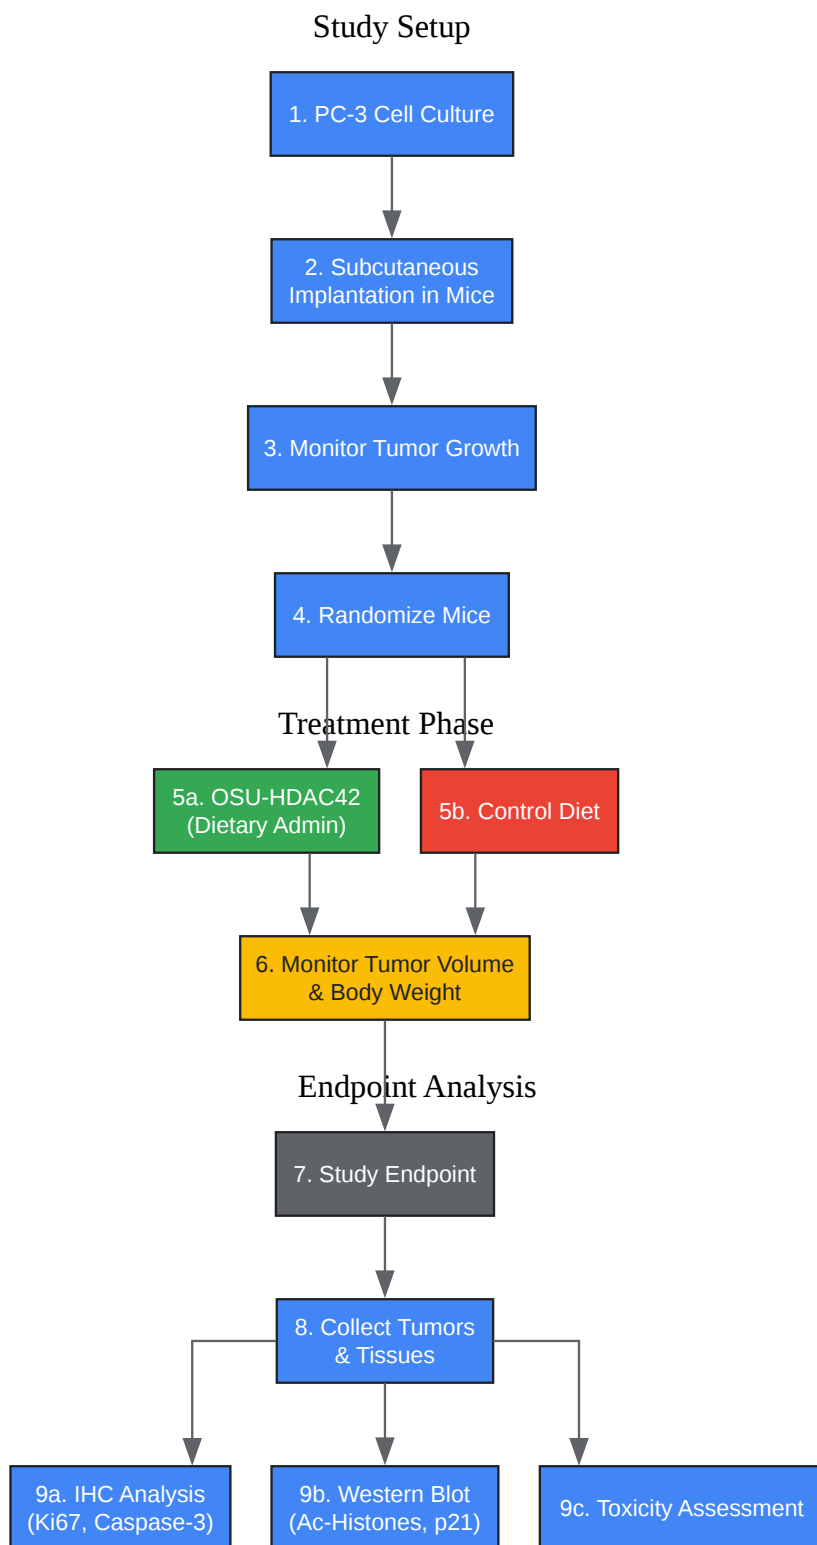 Study Setup
1. PC-3 Cell Culture
2. Subcutaneous
Implantation in Mice
3. Monitor Tumor Growth
4. Randomize Mice
Treatment Phase
5a. OSU-HDAC42
(Dietary Admin)
5b. Control Diet
6. Monitor Tumor Volume
& Body Weight
Endpoint Analysis
7. Study Endpoint
8. Collect Tumors
& Tissues
9a. IHC Analysis
(Ki67, Caspase-3)
9b. Western Blot
(Ac-Histones, p21)
9c. Toxicity Assessment